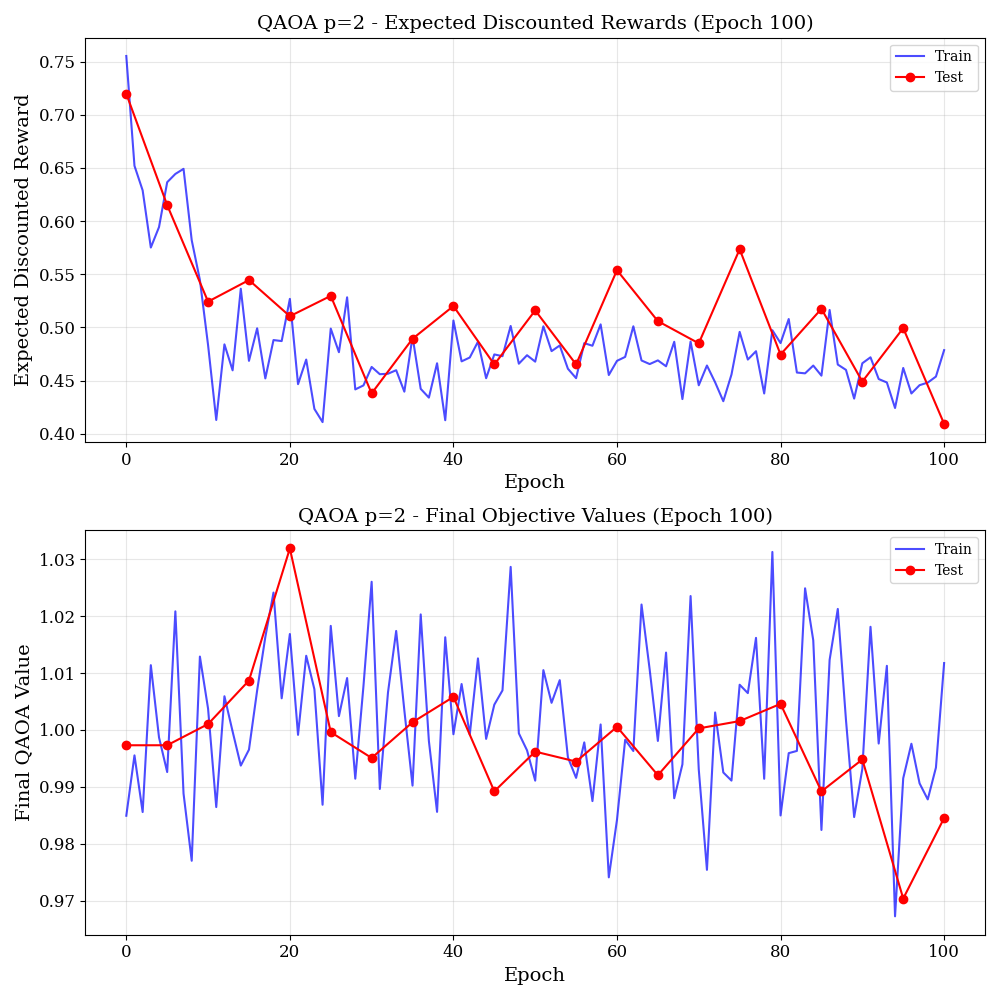 QAOA p=2 - Expected Discounted Rewards (Epoch 100)
Train
Test
Expected Discounted Reward
0.75
0.70
0.65
0.60
0.55
0.50
0.45
0.40
0 20 40 60 80 100
Epoch
QAOA p=2 - Final Objective Values (Epoch 100)
Train
Test
Final QAOA Value
1.03
1.02
1.01
1.00
0.99
0.98
0.97
0 20 40 60 80 100
Epoch